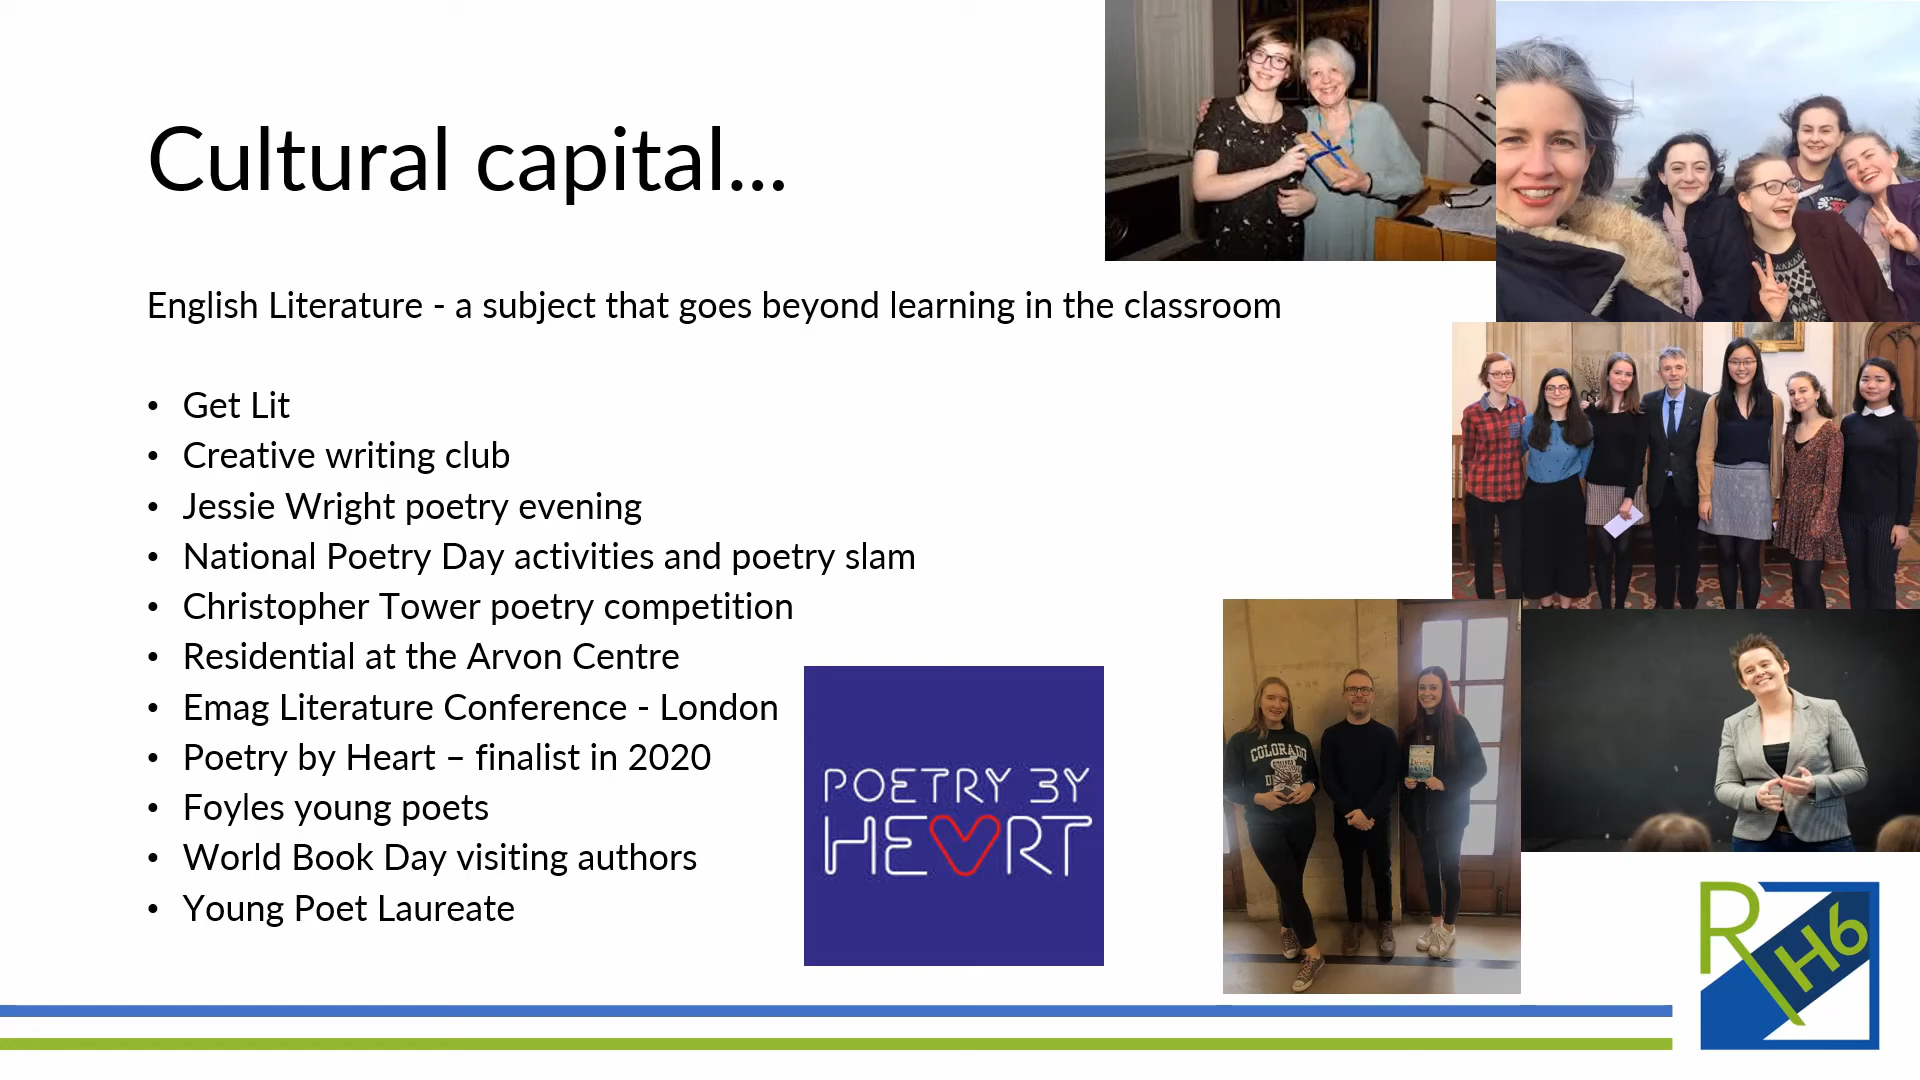 Cultural capital...
English Literature - a subject that goes beyond learning in the classroom
• Get Lit
• Creative writing club
• Jessie Wright poetry evening
• National Poetry Day activities and poetry slam
• Christopher Tower poetry competition
• Residential at the Arvon Centre
• Emag Literature Conference - London
• Poetry by Heart – finalist in 2020
• Foyles young poets
• World Book Day visiting authors
• Young Poet Laureate
POETRY BY
HEART
COLORADO
RH6